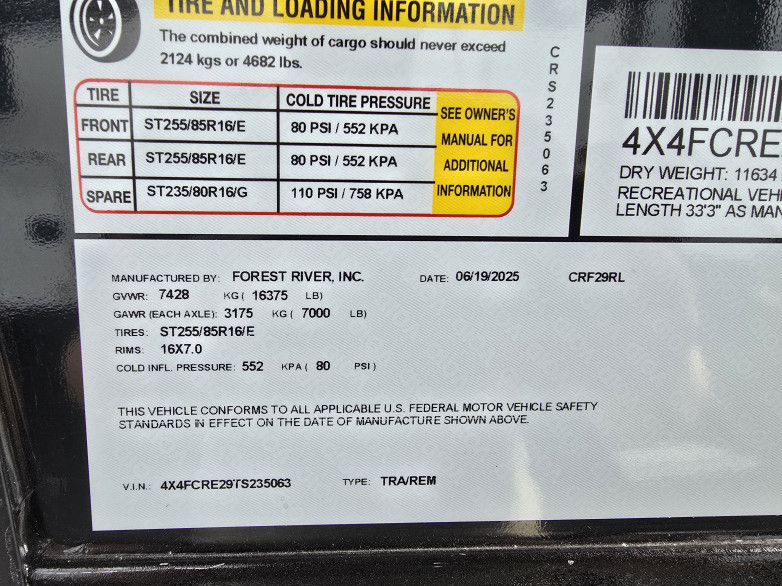 TIRE AND LOADING INFORMATION
The combined weight of cargo should never exceed
2124 kgs or 4682 lbs.
TIRE SIZE COLD TIRE PRESSURE SEE OWNER'S MANUAL FOR ADDITIONAL INFORMATION
FRONT ST255/85R16/E 80 PSI / 552 KPA
REAR ST255/85R16/E 80 PSI / 552 KPA
SPARE ST235/80R16/G 110 PSI / 758 KPA
CRS235063
4X4FCRE
DRY WEIGHT: 11634
RECREATIONAL VEHI
LENGTH 33'3" AS MAN
MANUFACTURED BY: FOREST RIVER, INC. DATE: 06/19/2025 CRF29RL
GVWR: 7428 KG ( 16375 LB)
GAWR (EACH AXLE): 3175 KG ( 7000 LB)
TIRES: ST255/85R16/E
RIMS: 16X7.0
COLD INFL. PRESSURE: 552 KPA ( 80 PSI )
THIS VEHICLE CONFORMS TO ALL APPLICABLE U.S. FEDERAL MOTOR VEHICLE SAFETY
STANDARDS IN EFFECT ON THE DATE OF MANUFACTURE SHOWN ABOVE.
V.I.N.: 4X4FCRE29TS235063 TYPE: TRA/REM